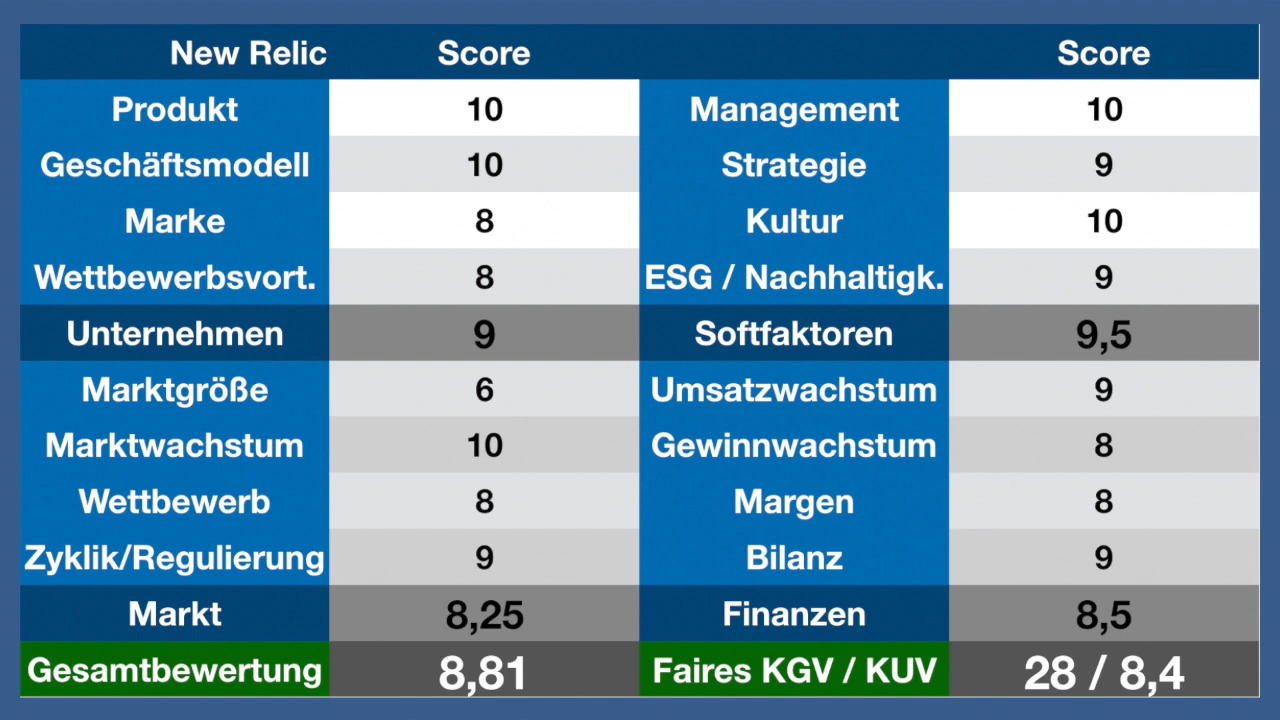 New Relic Score Score
Produkt 10 Management 10
Geschäftsmodell 10 Strategie 9
Marke 8 Kultur 10
Wettbewerbsvort. 8 ESG / Nachhaltigk. 9
Unternehmen 9 Softfaktoren 9,5
Marktgröße 6 Umsatzwachstum 9
Marktwachstum 10 Gewinnwachstum 8
Wettbewerb 8 Margen 8
Zyklik/Regulierung 9 Bilanz 9
Markt 8,25 Finanzen 8,5
Gesamtbewertung 8,81 Faires KGV / KUV 28 / 8,4